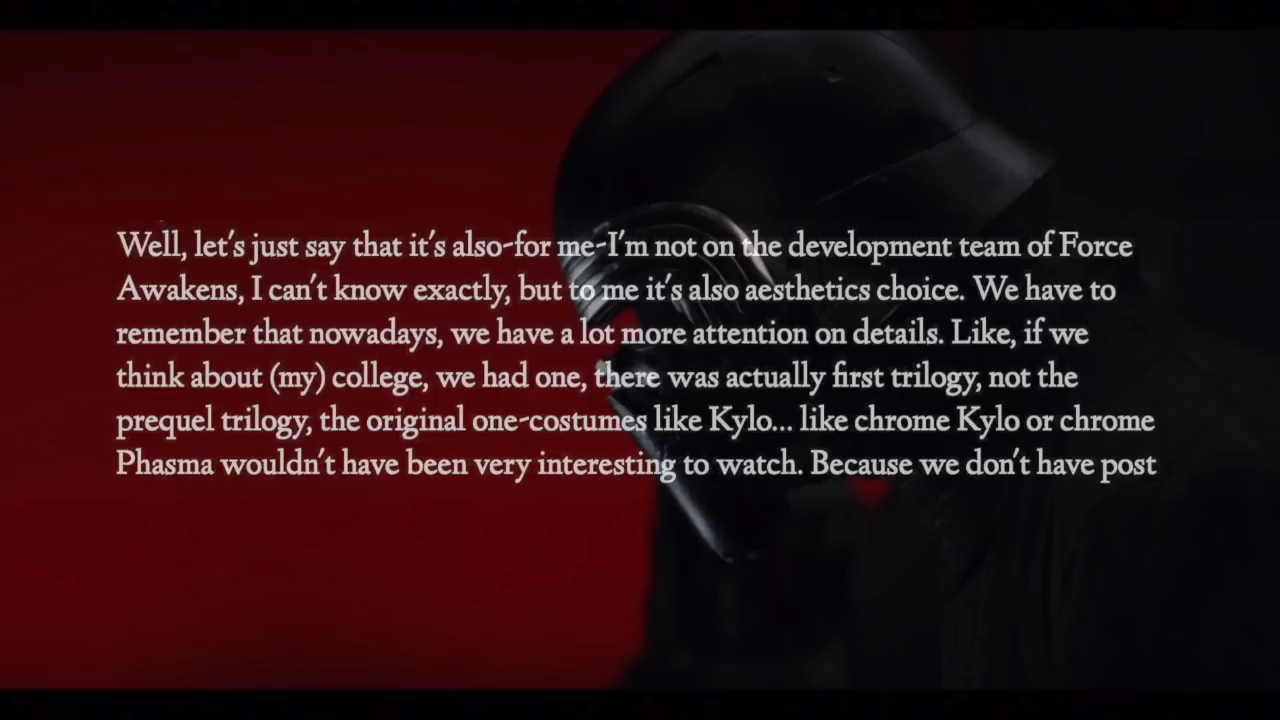 Well, let's just say that it's also-for me-I'm not on the development team of Force
Awakens, I can't know exactly, but to me it's also aesthetics choice. We have to
remember that nowadays, we have a lot more attention on details. Like, if we
think about (my) college, we had one, there was actually first trilogy, not the
prequel trilogy, the original one-costumes like Kylo... like chrome Kylo or chrome
Phasma wouldn't have been very interesting to watch. Because we don't have post